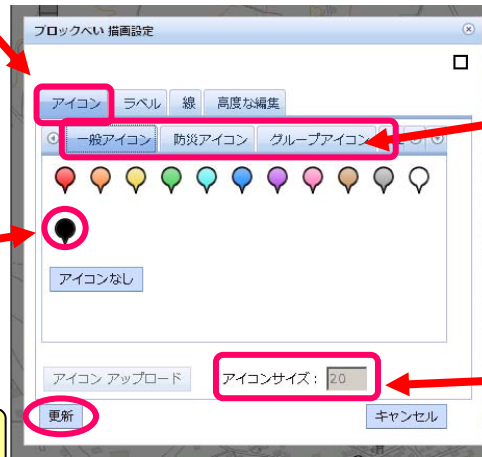 ブロックべい 描画設定
アイコン ラベル 線 高度な編集
一般アイコン 防災アイコン グループアイコン
アイコンなし
アイコン アップロード アイコンサイズ： 20
更新 キャンセル